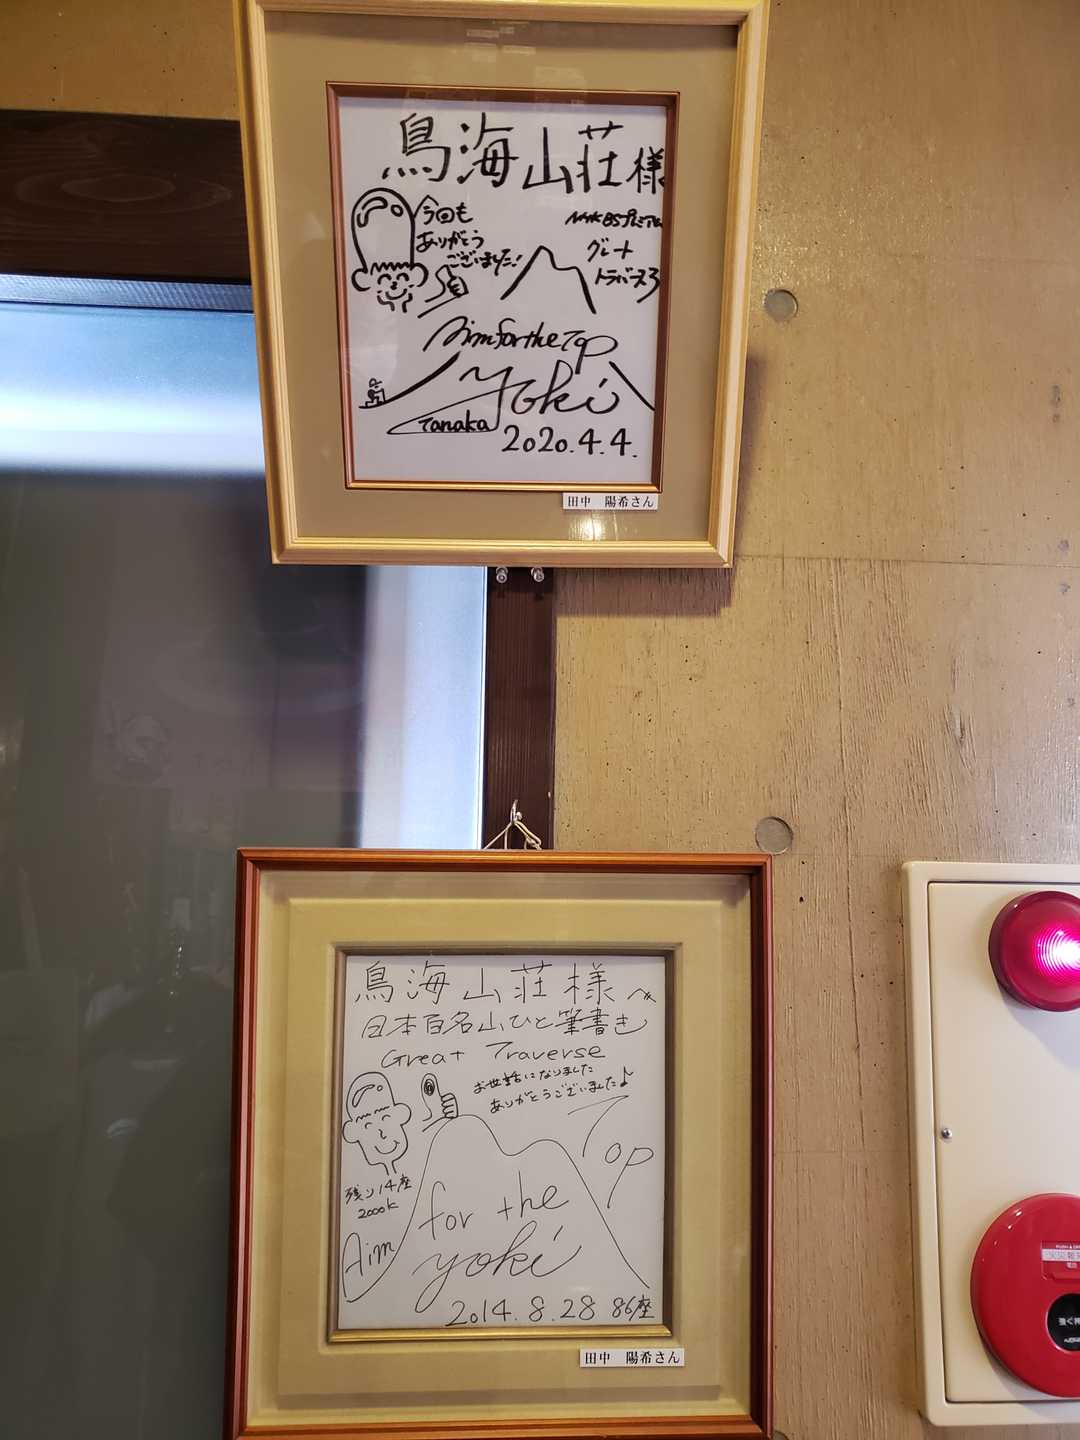 鳥海山荘様
今回も
ありがとう
ございました!
NHK BSプレミアム
グレート
トラバース3
Aim for the Top
Yoki
Tanaka
2020.4.4.
田中 陽希さん
鳥海山荘様へ
日本百名山ひと筆書き
Great Traverse
お世話になりました
ありがとうございました♪
残り14座
2000k
Aim for the Top
yoki
2014.8.28 86座
田中 陽希さん